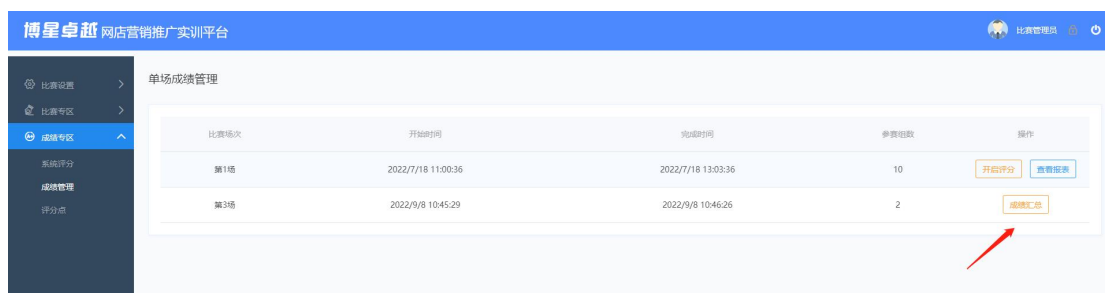 博星卓越 网店营销推广实训平台
比赛管理员
比赛设置
比赛专区
成绩专区
系统评分
成绩管理
评分点
单场成绩管理
比赛场次 开始时间 完成时间 参赛组数 操作
第1场 2022/7/18 11:00:36 2022/7/18 13:03:36 10 开启评分 查看报表
第3场 2022/9/8 10:45:29 2022/9/8 10:46:26 2 成绩汇总